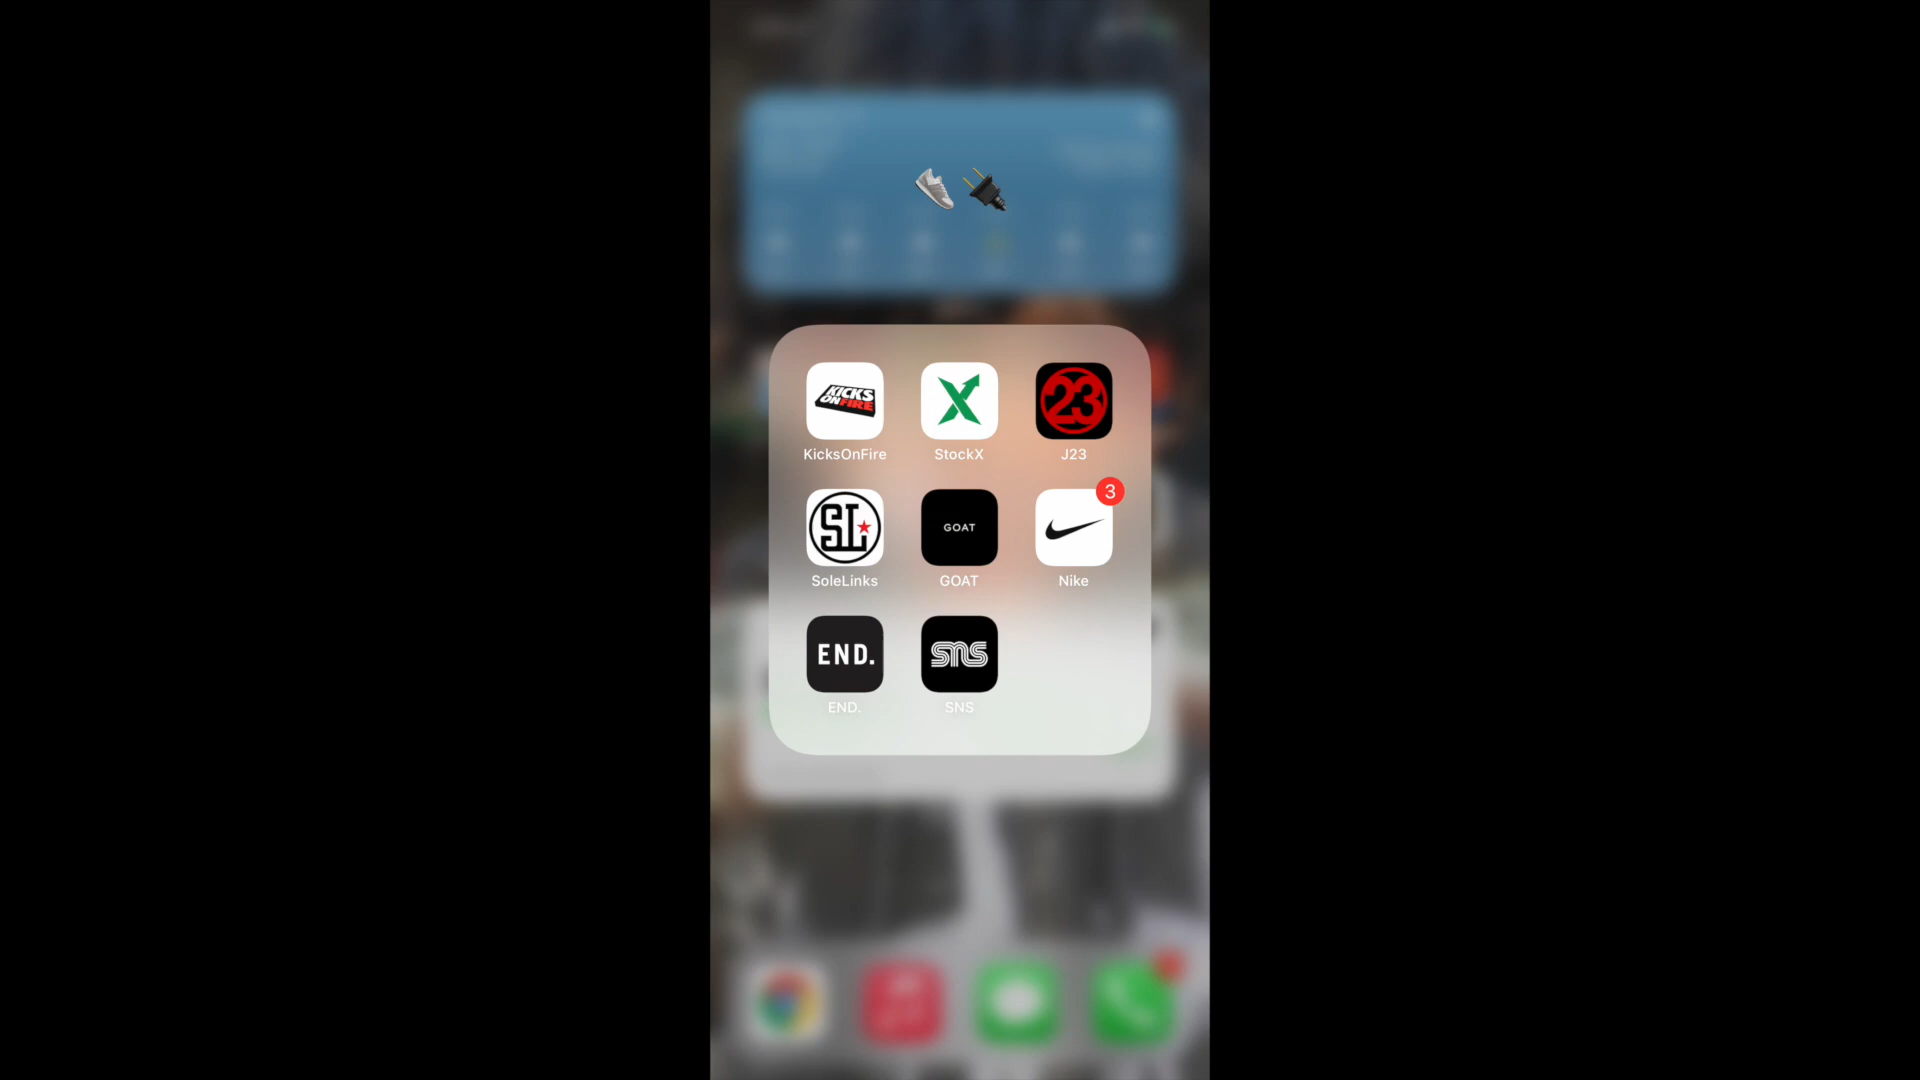 KICKS
ON FIRE
23
KicksOnFire
StockX
J23
SL
GOAT
3
SoleLinks
GOAT
Nike
END.
SNS
END.
SNS